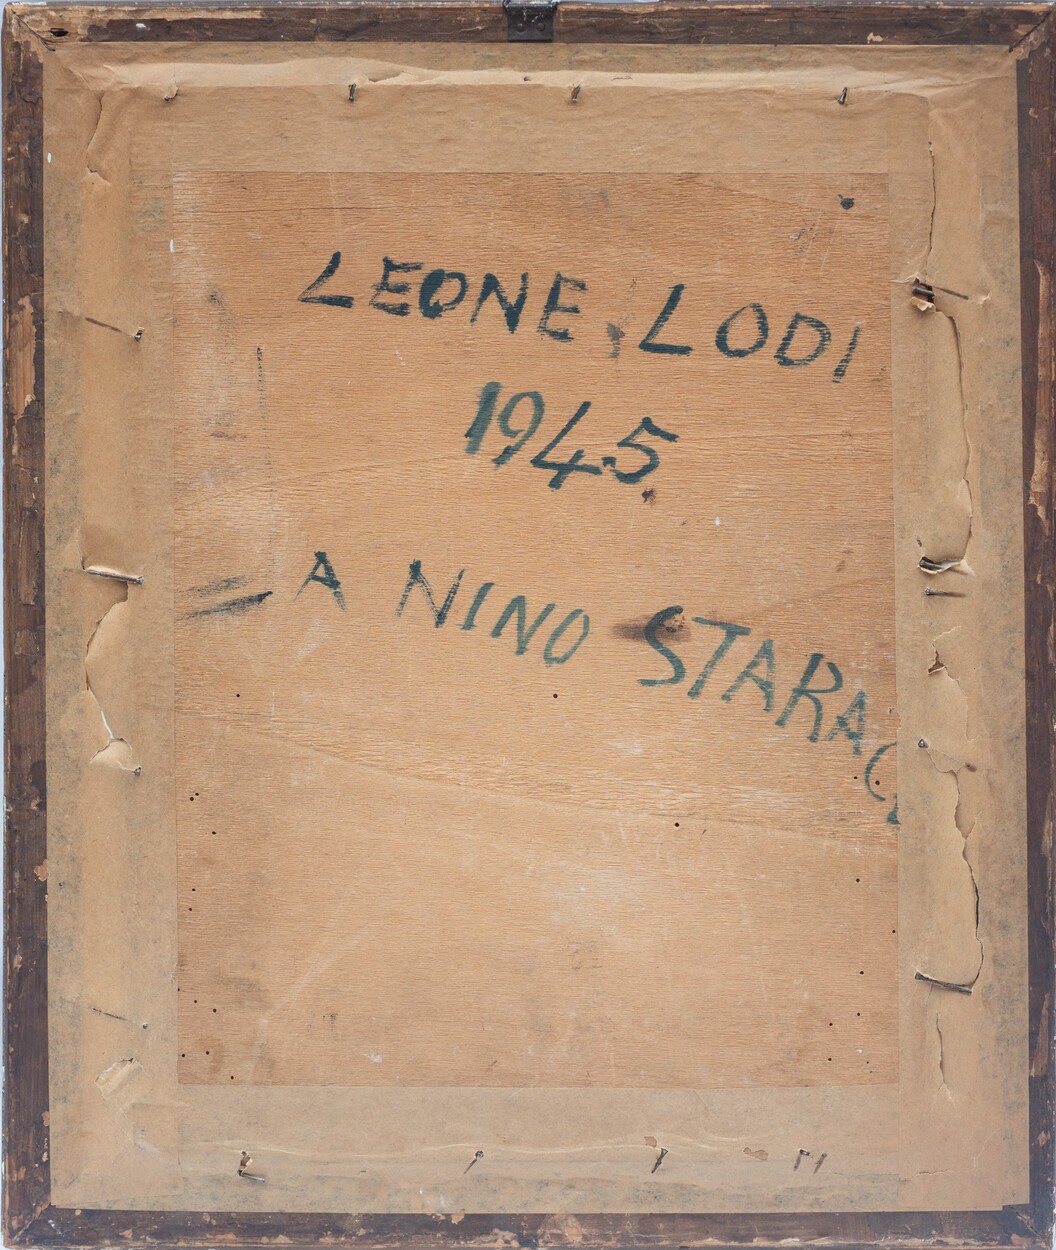 LEONE LODI
1945
A NINO STARAC